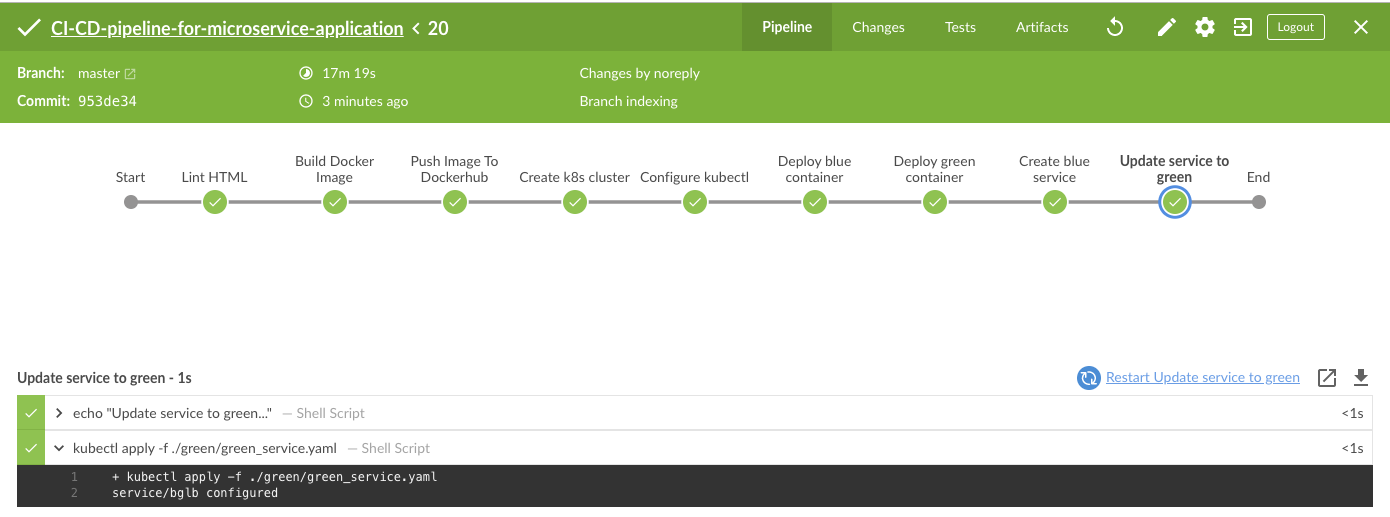 CI-CD-pipeline-for-microservice-application < 20
Pipeline Changes Tests Artifacts Logout
Branch: master 17m 19s Changes by noreply
Commit: 953de34 3 minutes ago Branch indexing
Start
Lint HTML
Build Docker
Image
Push Image To
Dockerhub
Create k8s cluster
Configure kubectl
Deploy blue
container
Deploy green
container
Create blue
service
Update service to
green
End
Update service to green - 1s
Restart Update service to green
echo "Update service to green..." — Shell Script <1s
kubectl apply -f ./green/green_service.yaml — Shell Script <1s
1 + kubectl apply -f ./green/green_service.yaml
2 service/bglb configured